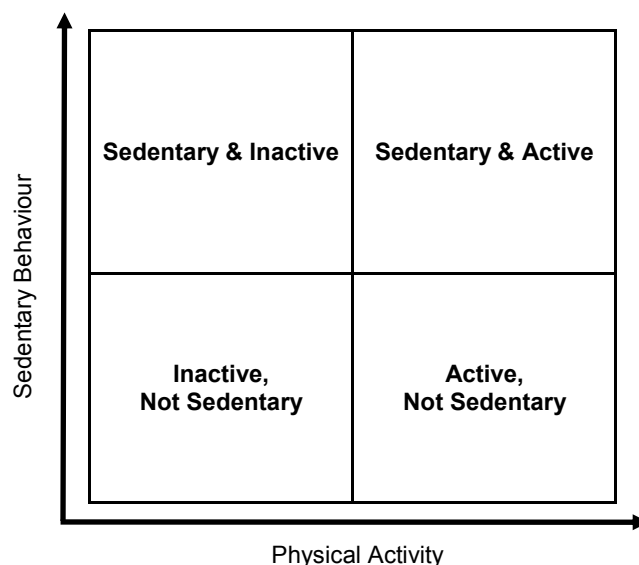 Sedentary Behaviour
Sedentary & Inactive
Sedentary & Active
Inactive,
Not Sedentary
Active,
Not Sedentary
Physical Activity